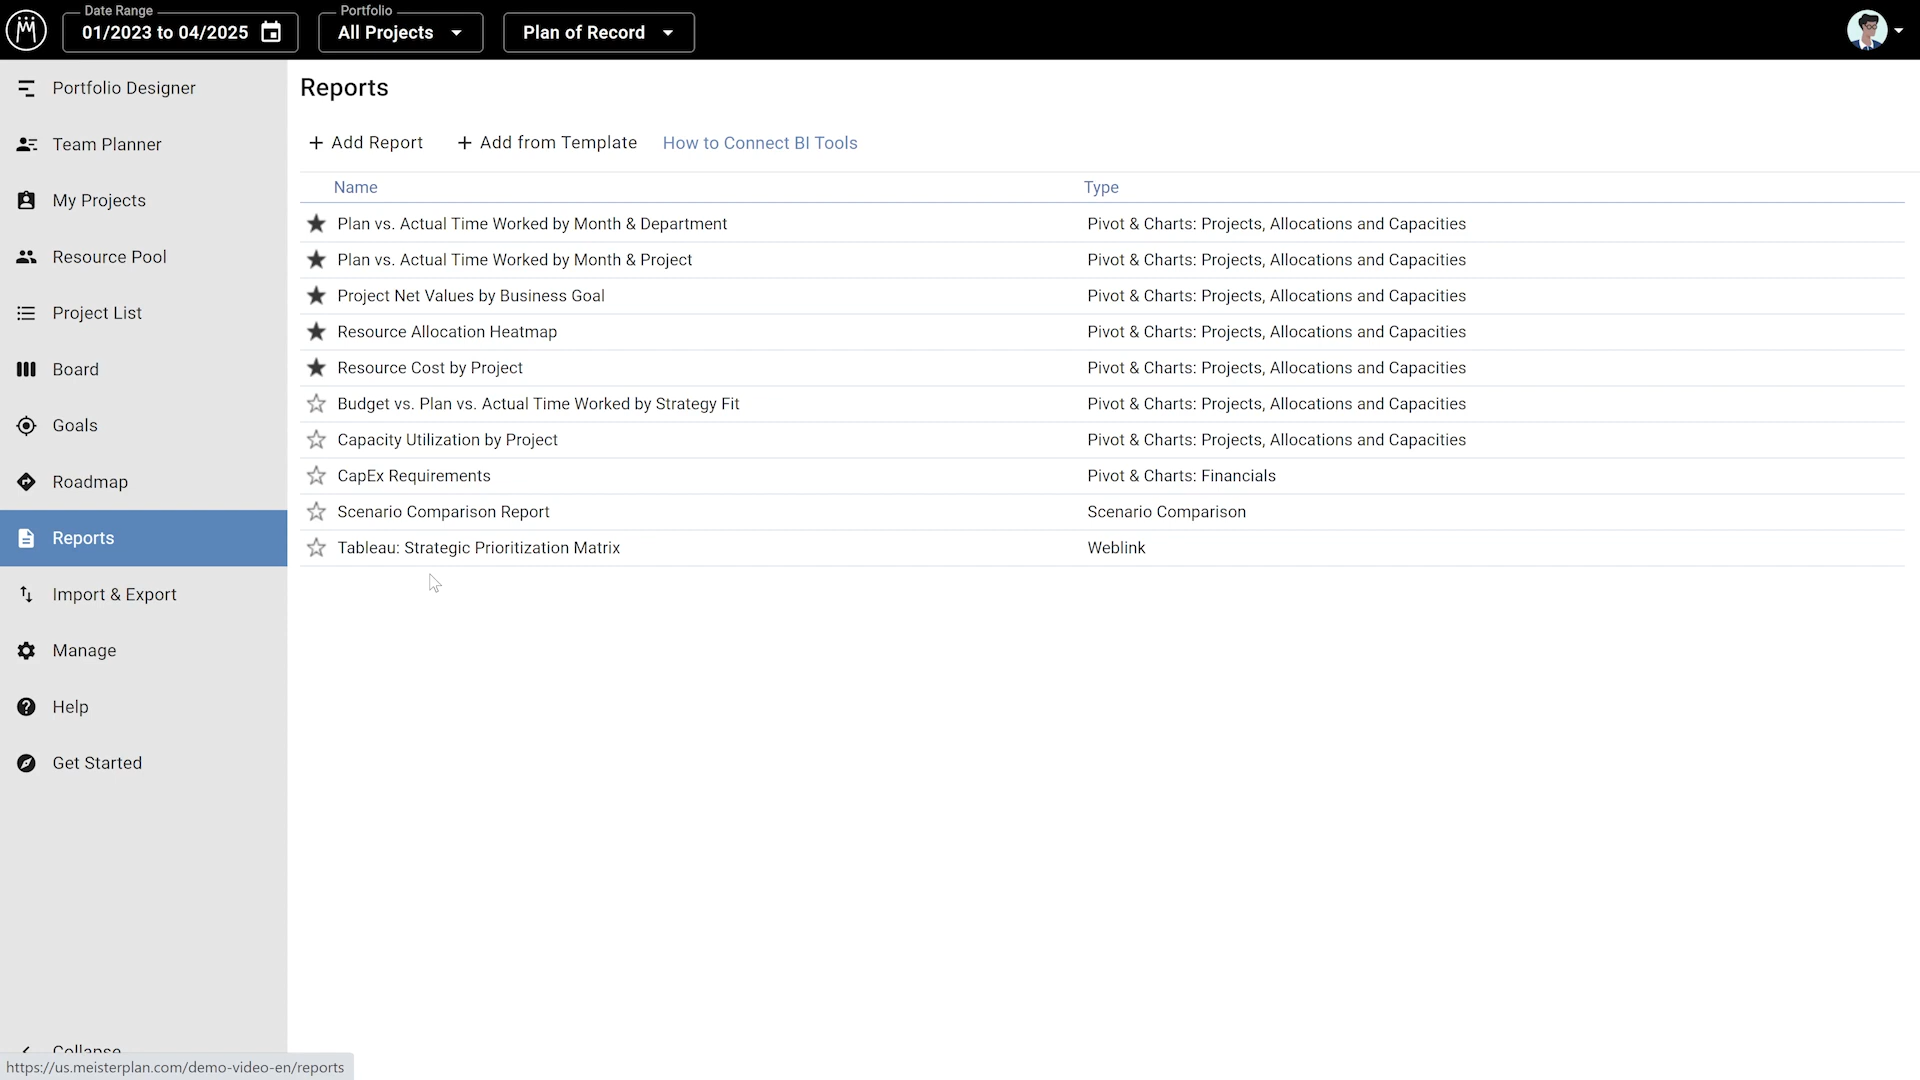 Date Range
01/2023 to 04/2025
Portfolio
All Projects
Plan of Record
Portfolio Designer
Team Planner
My Projects
Resource Pool
Project List
Board
Goals
Roadmap
Reports
Import & Export
Manage
Help
Get Started
Collapse
https://us.meisterplan.com/demo-video-en/reports
Reports
+ Add Report
+ Add from Template
How to Connect BI Tools
Name Type
Plan vs. Actual Time Worked by Month & Department Pivot & Charts: Projects, Allocations and Capacities
Plan vs. Actual Time Worked by Month & Project Pivot & Charts: Projects, Allocations and Capacities
Project Net Values by Business Goal Pivot & Charts: Projects, Allocations and Capacities
Resource Allocation Heatmap Pivot & Charts: Projects, Allocations and Capacities
Resource Cost by Project Pivot & Charts: Projects, Allocations and Capacities
Budget vs. Plan vs. Actual Time Worked by Strategy Fit Pivot & Charts: Projects, Allocations and Capacities
Capacity Utilization by Project Pivot & Charts: Projects, Allocations and Capacities
CapEx Requirements Pivot & Charts: Financials
Scenario Comparison Report Scenario Comparison
Tableau: Strategic Prioritization Matrix Weblink